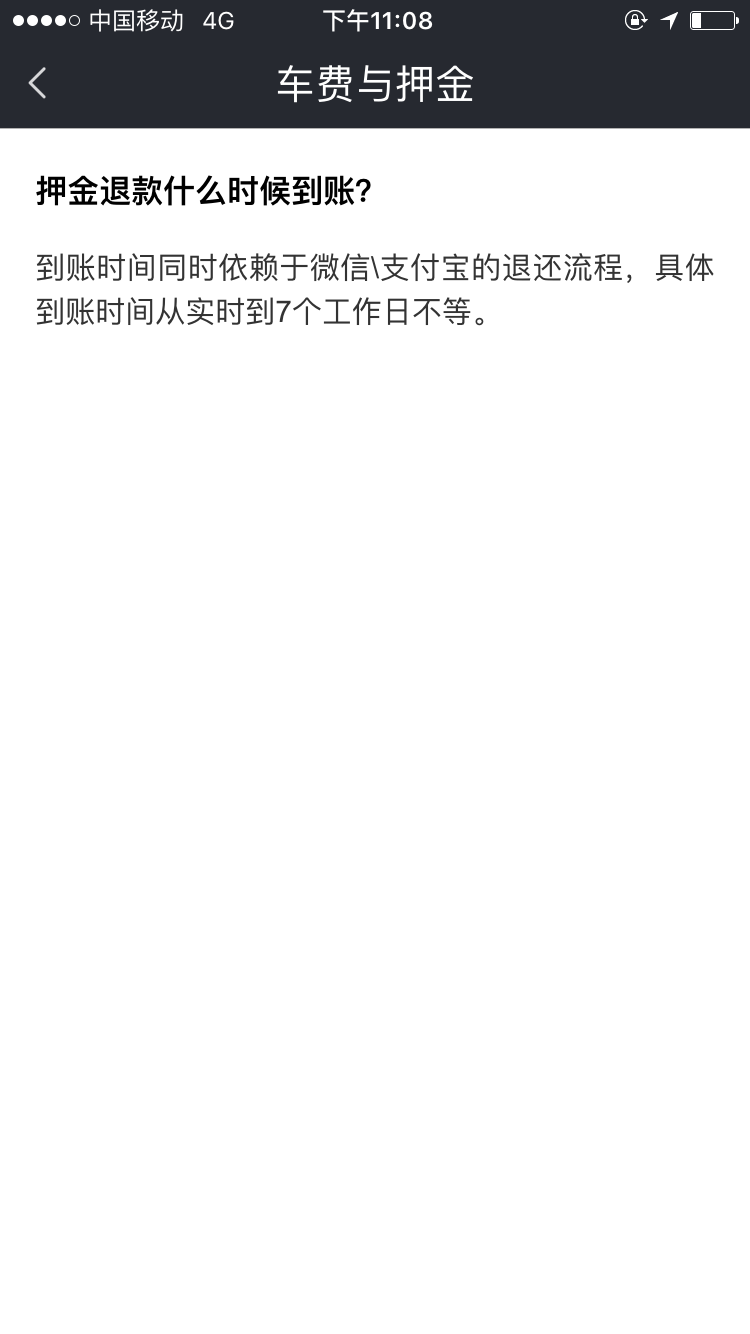 中国移动 4G 下午11:08
车费与押金
押金退款什么时候到账?
到账时间同时依赖于微信\支付宝的退还流程，具体
到账时间从实时到7个工作日不等。